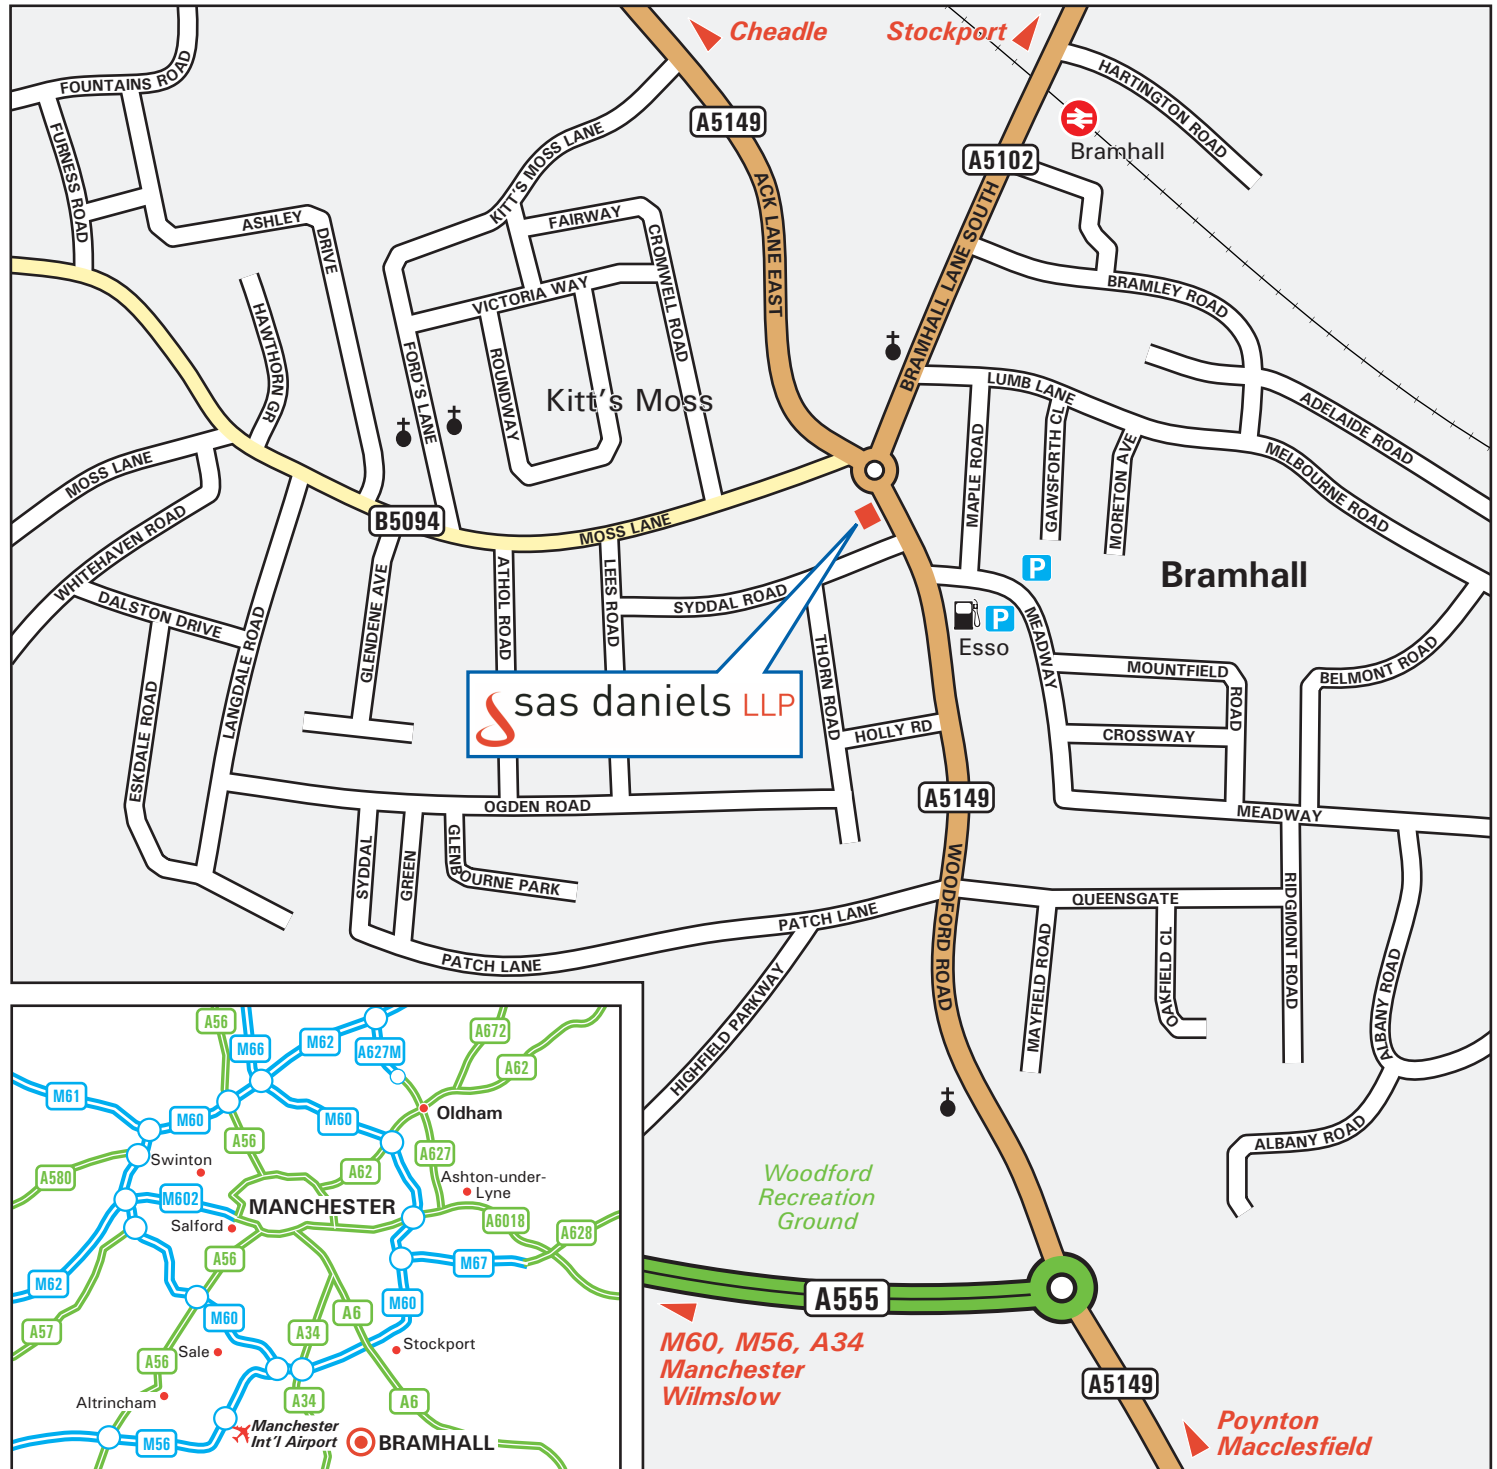 Cheadle
Stockport
FOUNTAINS ROAD
FURNESS ROAD
A5149
HARTINGTON ROAD
Bramhall
A5102
KITT'S MOSS LANE
ASHLEY
DRIVE
FAIRWAY
CROMWELL ROAD
ACK LANE EAST
BRAMHALL LANE SOUTH
BRAMLEY ROAD
VICTORIA WAY
HAWTHORN GR
FORD'S LANE
ROUNDWAY
Kitt's Moss
LUMB LANE
ADELAIDE ROAD
MAPLE ROAD
GAWSFORTH CL
MORETON AVE
MELBOURNE ROAD
MOSS LANE
WHITEHAVEN ROAD
B5094
MOSS LANE
P
Bramhall
DALSTON DRIVE
LANGDALE ROAD
GLENDENE AVE
ATHOL ROAD
LEES ROAD
SYDDAL ROAD
THORN ROAD
P
Esso
MEADWAY
MOUNTFIELD
ROAD
BELMONT ROAD
sas daniels LLP
ESKDALE ROAD
HOLLY RD
CROSSWAY
A5149
OGDEN ROAD
MEADWAY
SYDDAL
GREEN
GLENBOURNE PARK
WOODFORD ROAD
QUEENSGATE
RIDGMONT ROAD
PATCH LANE
PATCH LANE
MAYFIELD ROAD
OAKFIELD CL
ALBANY ROAD
HIGHFIELD PARKWAY
ALBANY ROAD
Woodford
Recreation
Ground
A555
M60, M56, A34
Manchester
Wilmslow
A5149
Poynton
Macclesfield
A56
M66
M62
A627M
A672
A62
M61
M60
M60
Oldham
A56
A62
A627
Swinton
A580
M602
Ashton-under-
Lyne
MANCHESTER
Salford
A6018
A628
A56
M67
M62
M60
M60
A57
A34
A6
Sale
A56
Stockport
Altrincham
A34
A6
M56
Manchester
Int'l Airport
BRAMHALL